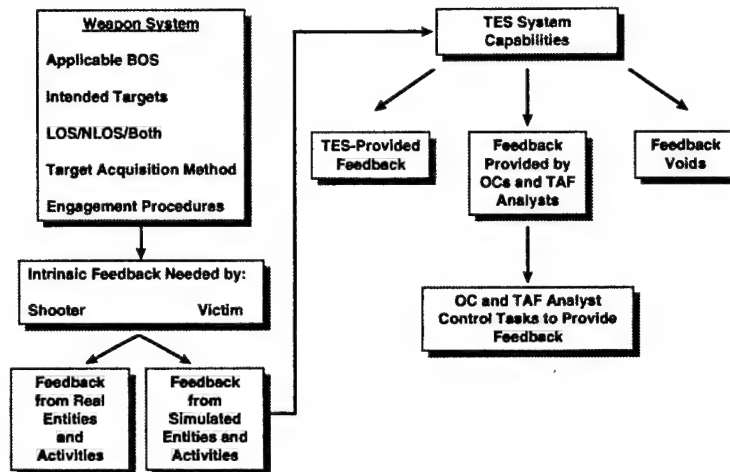 Weapon System
Applicable BOS
Intended Targets
LOS/NLOS/Both
Target Acquisition Method
Engagement Procedures
Intrinsic Feedback Needed by:
Shooter Victim
Feedback
from Real
Entities
and
Activities
Feedback
from
Simulated
Entities and
Activities
TES System
Capabilities
TES-Provided
Feedback
Feedback
Provided by
OCs and TAF
Analysts
Feedback
Voids
OC and TAF Analyst
Control Tasks to Provide
Feedback